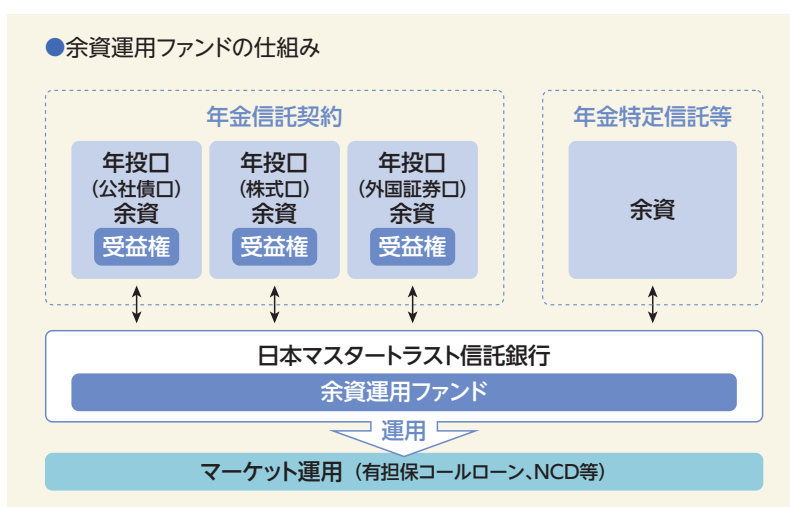 ●余資運用ファンドの仕組み
年金信託契約
年金特定信託等
年投口
(公社債口)
余資
受益権
年投口
(株式口)
余資
受益権
年投口
(外国証券口)
余資
受益権
余資
日本マスタートラスト信託銀行
余資運用ファンド
運用
マーケット運用(有担保コールローン、NCD等)